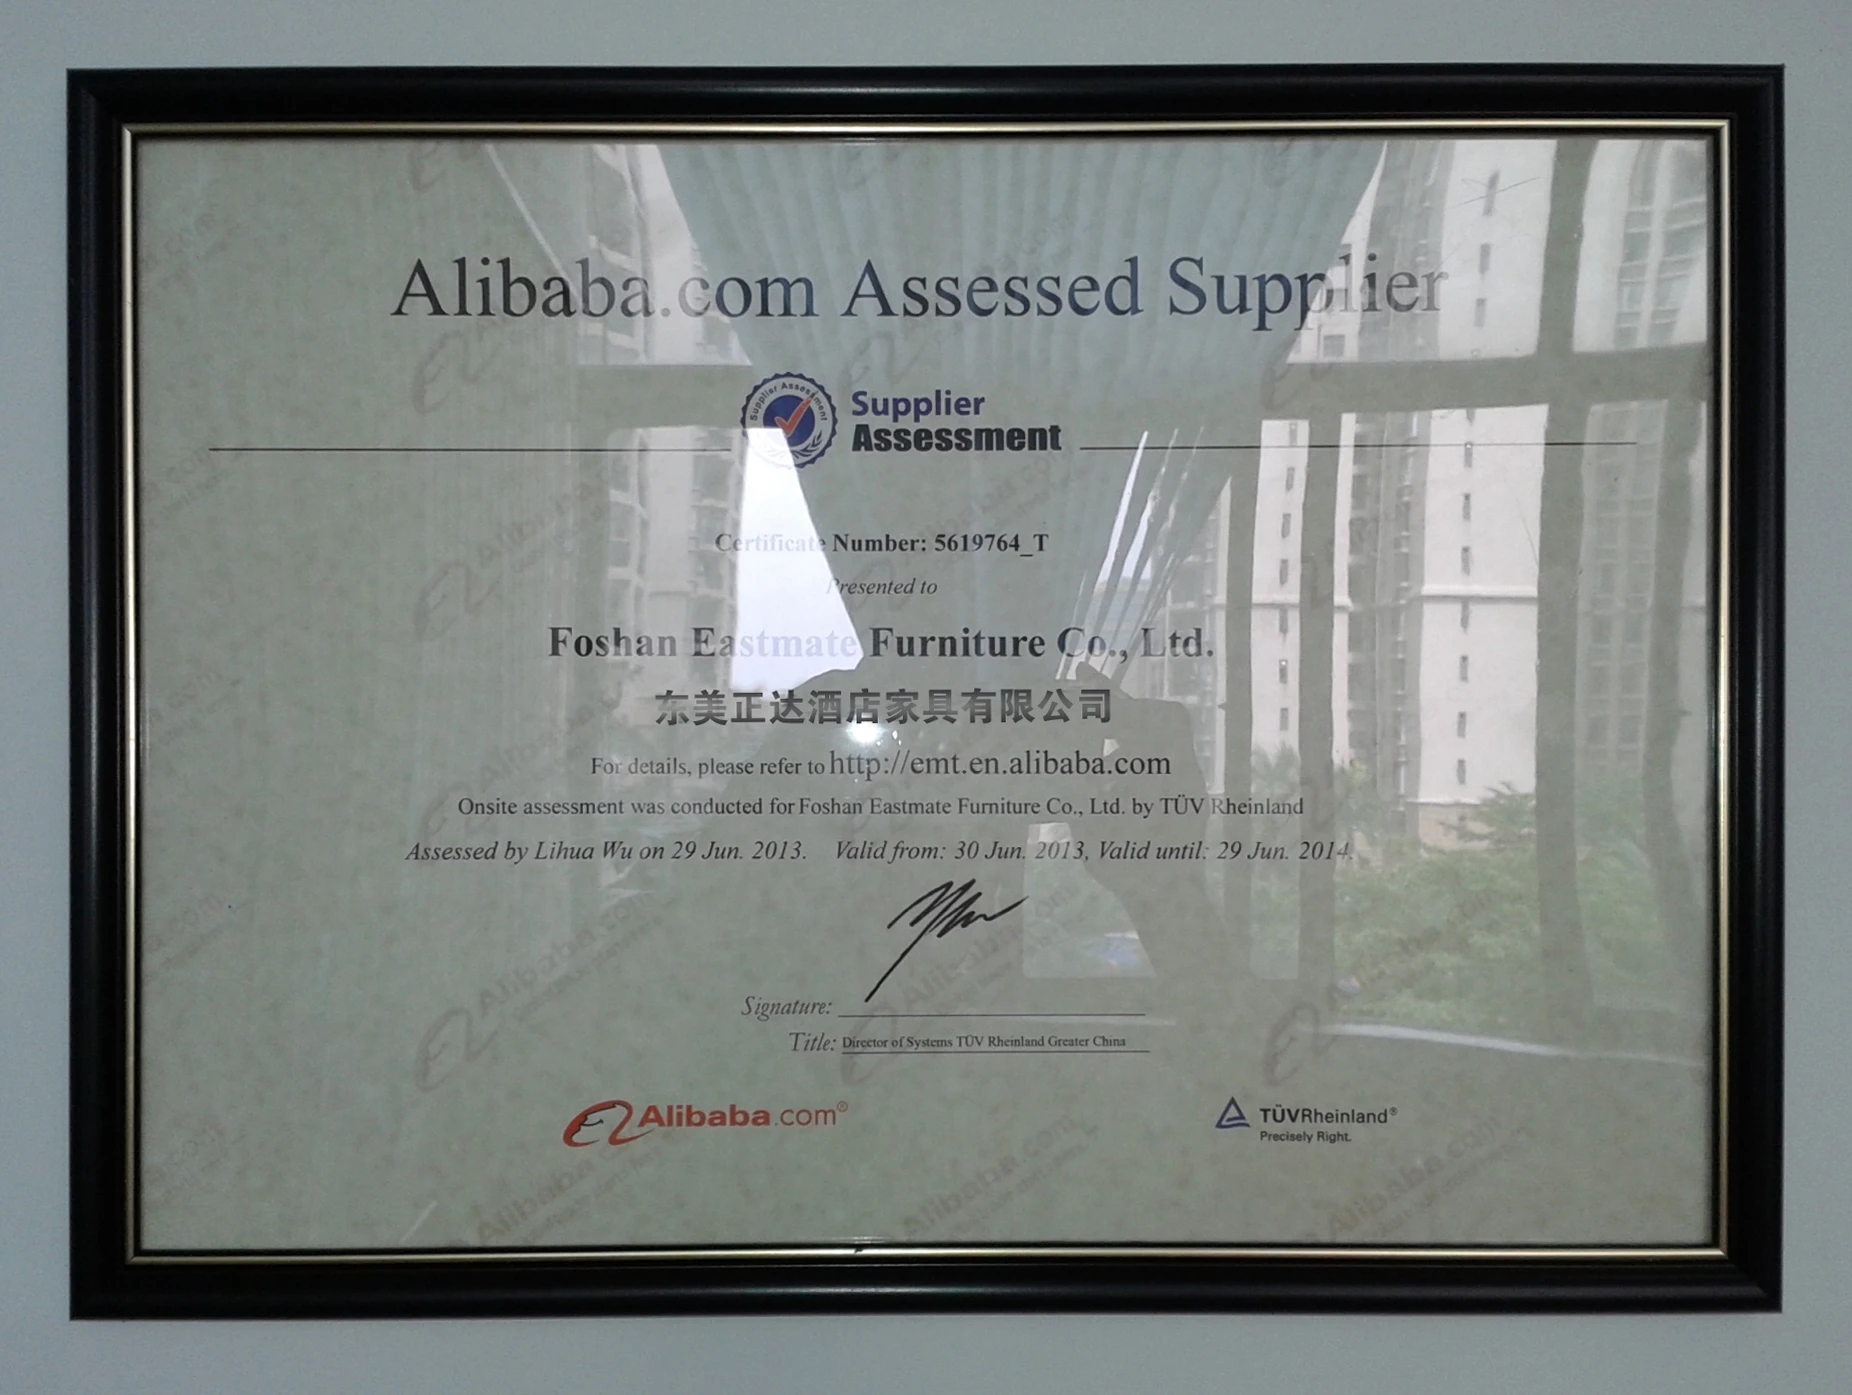 Alibaba.com Assessed Supplier
Supplier Assessment
Supplier
Assessment
Certificate Number: 5619764_T
Presented to
Foshan Eastmate Furniture Co., Ltd.
东美正达酒店家具有限公司
For details, please refer to http://emt.en.alibaba.com
Onsite assessment was conducted for Foshan Eastmate Furniture Co., Ltd. by TÜV Rheinland
Assessed by Lihua Wu on 29 Jun. 2013. Valid from: 30 Jun. 2013, Valid until: 29 Jun. 2014.
Signature:
Title: Director of Systems TÜV Rheinland Greater China
Alibaba.com®
TÜVRheinland®
Precisely Right.